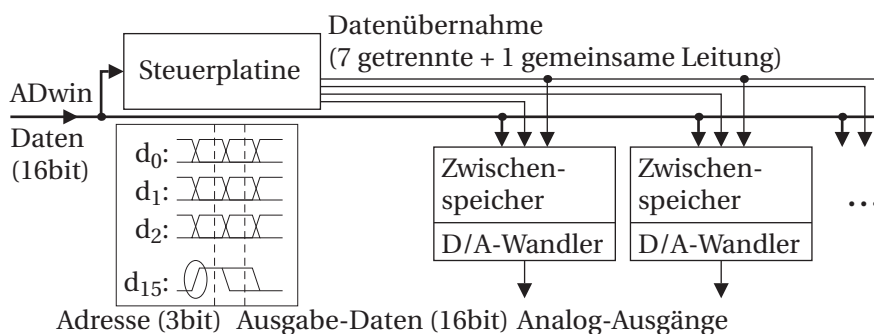 Datenübernahme
(7 getrennte + 1 gemeinsame Leitung)
Steuerplatine
ADwin
Daten
(16bit)
d0:
d1:
d2:
d15:
Zwischen-
speicher
D/A-Wandler
Zwischen-
speicher
D/A-Wandler
...
Adresse (3bit) Ausgabe-Daten (16bit) Analog-Ausgänge